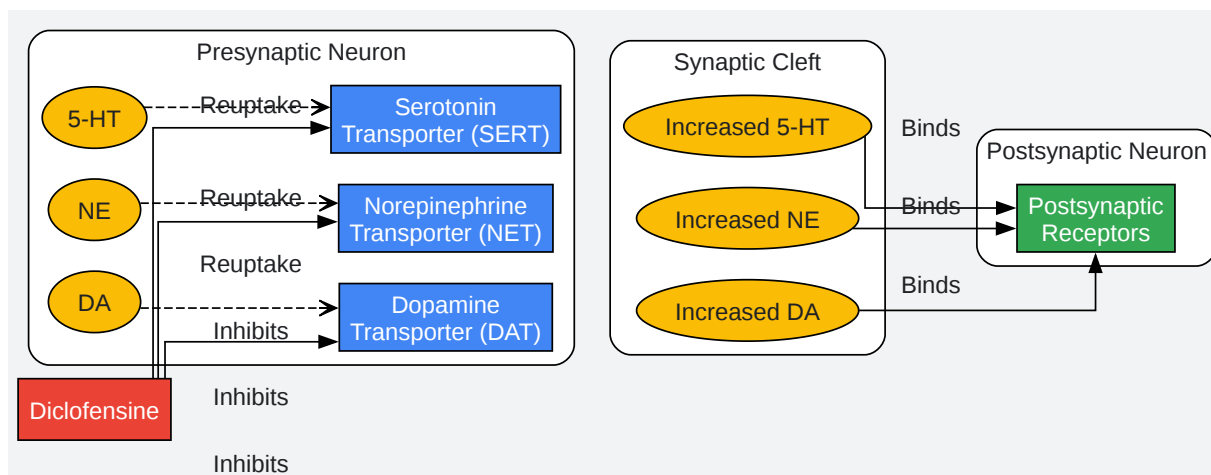 Presynaptic Neuron
5-HT
Reuptake
Serotonin
Transporter (SERT)
NE
Reuptake
Norepinephrine
Transporter (NET)
Reuptake
DA
Dopamine
Transporter (DAT)
Inhibits
Diclofensine
Inhibits
Inhibits
Synaptic Cleft
Increased 5-HT
Binds
Increased NE
Binds
Increased DA
Binds
Postsynaptic Neuron
Postsynaptic
Receptors